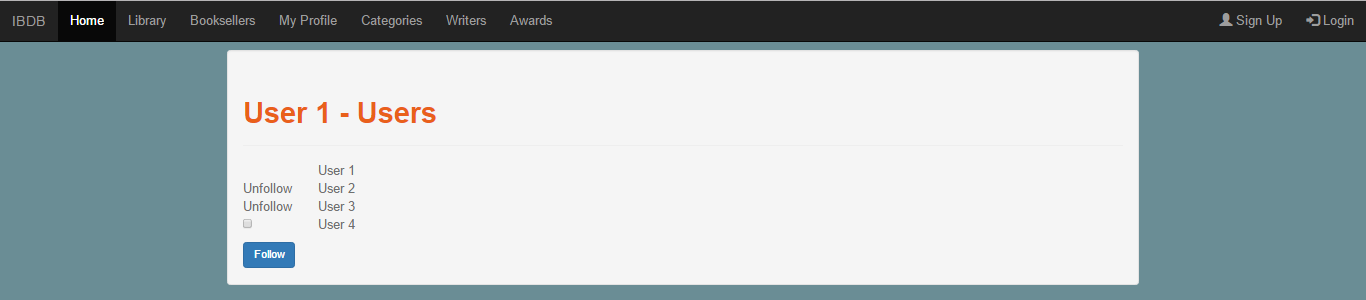 IBDB Home Library Booksellers My Profile Categories Writers Awards Sign Up Login
User 1 - Users
User 1
Unfollow User 2
Unfollow User 3
User 4
Follow